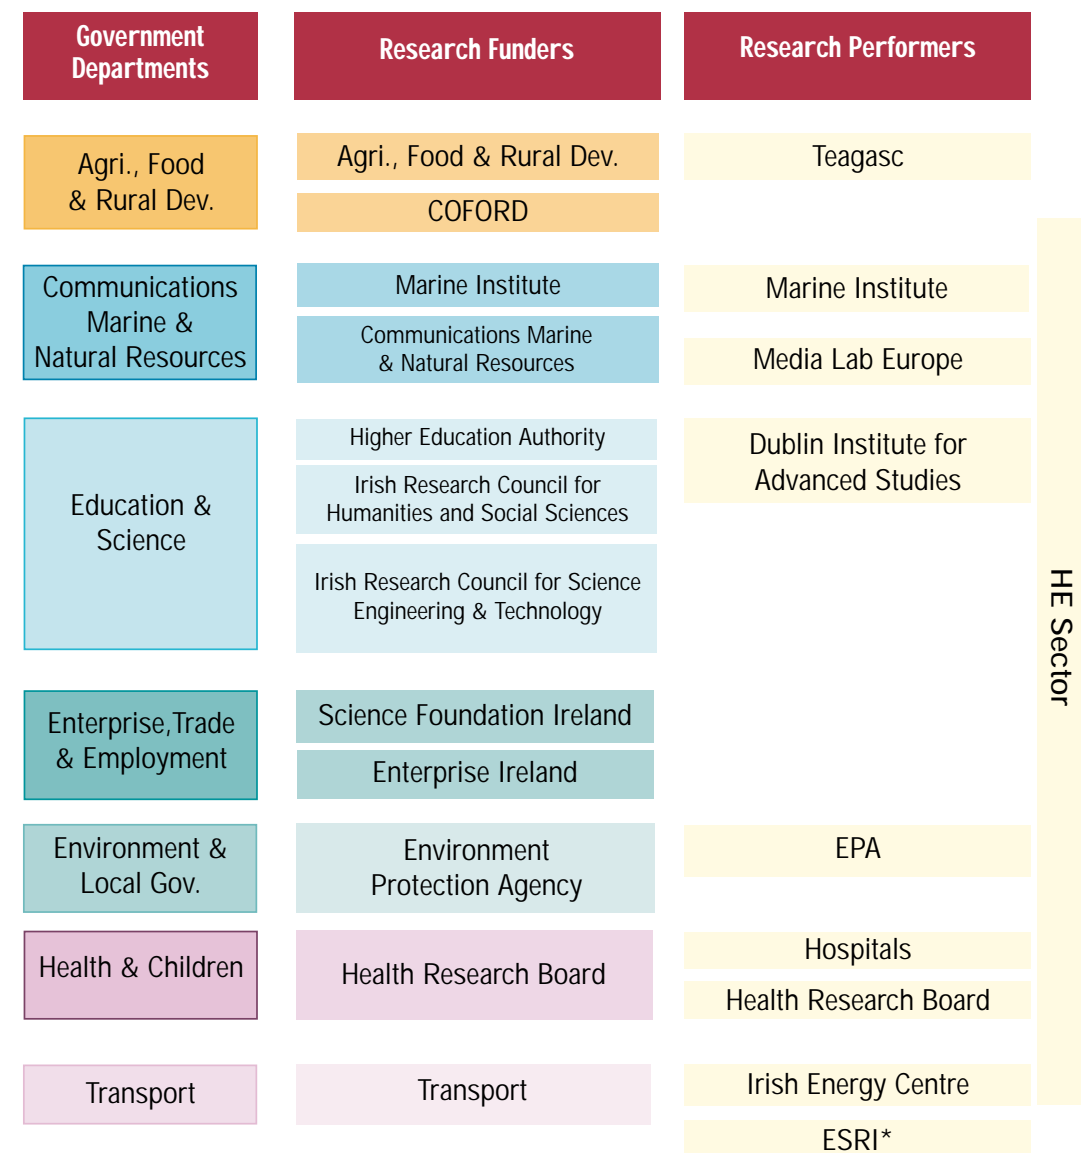 Government
Departments
Research Funders
Research Performers
Agri., Food
& Rural Dev.
Agri., Food & Rural Dev.
COFORD
Teagasc
Communications
Marine &
Natural Resources
Marine Institute
Communications Marine
& Natural Resources
Marine Institute
Media Lab Europe
Education &
Science
Higher Education Authority
Irish Research Council for
Humanities and Social Sciences
Irish Research Council for Science
Engineering & Technology
Dublin Institute for
Advanced Studies
Enterprise,Trade
& Employment
Science Foundation Ireland
Enterprise Ireland
Environment &
Local Gov.
Environment
Protection Agency
EPA
Health & Children
Health Research Board
Hospitals
Health Research Board
Transport
Transport
Irish Energy Centre
ESRI*
HE Sector